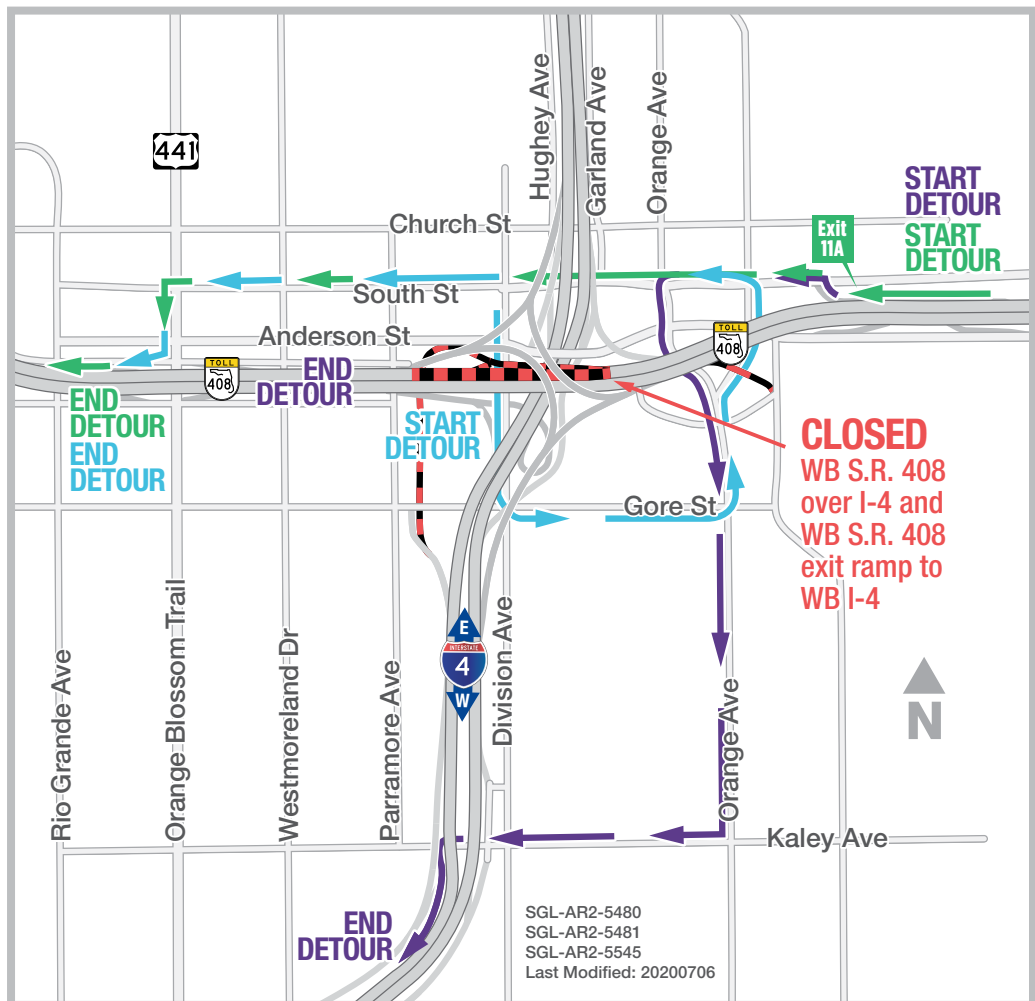 Hughey Ave
Garland Ave
Orange Ave
441
START
DETOUR
Church St
Exit
11A
START
DETOUR
South St
Anderson St
TOLL
408
TOLL
408
END
DETOUR
END
DETOUR
END
DETOUR
START
DETOUR
CLOSED
WB S.R. 408
over I-4 and
WB S.R. 408
exit ramp to
WB I-4
Gore St
Rio Grande Ave
Orange Blossom Trail
Westmoreland Dr
Parramore Ave
E
INTERSTATE
4
W
Division Ave
Orange Ave
N
Kaley Ave
END
DETOUR
SGL-AR2-5480
SGL-AR2-5481
SGL-AR2-5545
Last Modified: 20200706